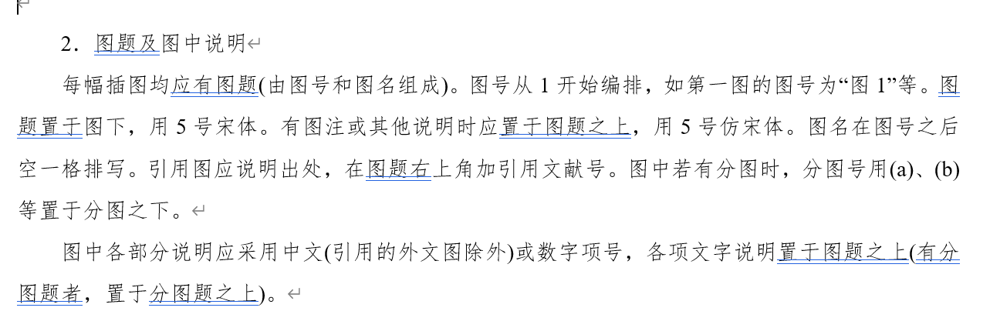 2．图题及图中说明
每幅插图均应有图题(由图号和图名组成)。图号从 1 开始编排，如第一图的图号为“图 1”等。图
题置于图下，用 5 号宋体。有图注或其他说明时应置于图题之上，用 5 号仿宋体。图名在图号之后
空一格排写。引用图应说明出处，在图题右上角加引用文献号。图中若有分图时，分图号用(a)、(b)
等置于分图之下。
图中各部分说明应采用中文(引用的外文图除外)或数字项号，各项文字说明置于图题之上(有分
图题者，置于分图题之上)。